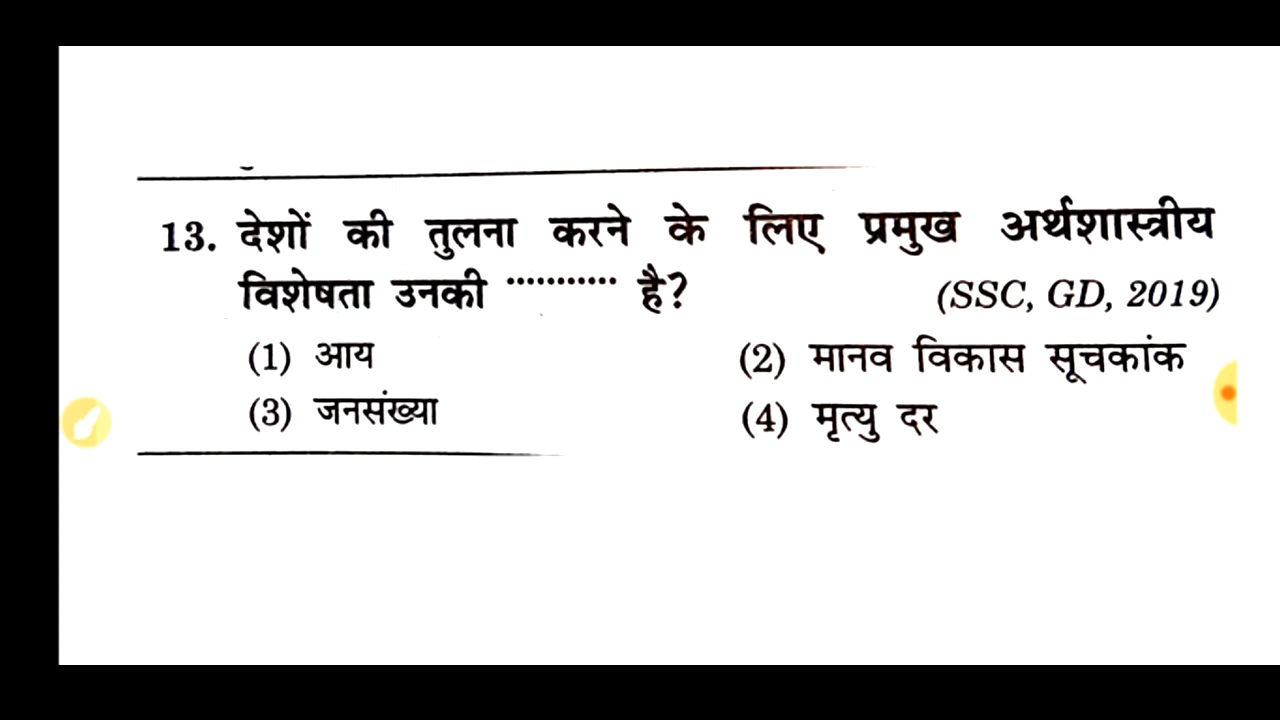 13. देशों की तुलना करने के लिए प्रमुख अर्थशास्त्रीय
विशेषता उनकी ··········· है? (SSC, GD, 2019)
(1) आय (2) मानव विकास सूचकांक
(3) जनसंख्या (4) मृत्यु दर